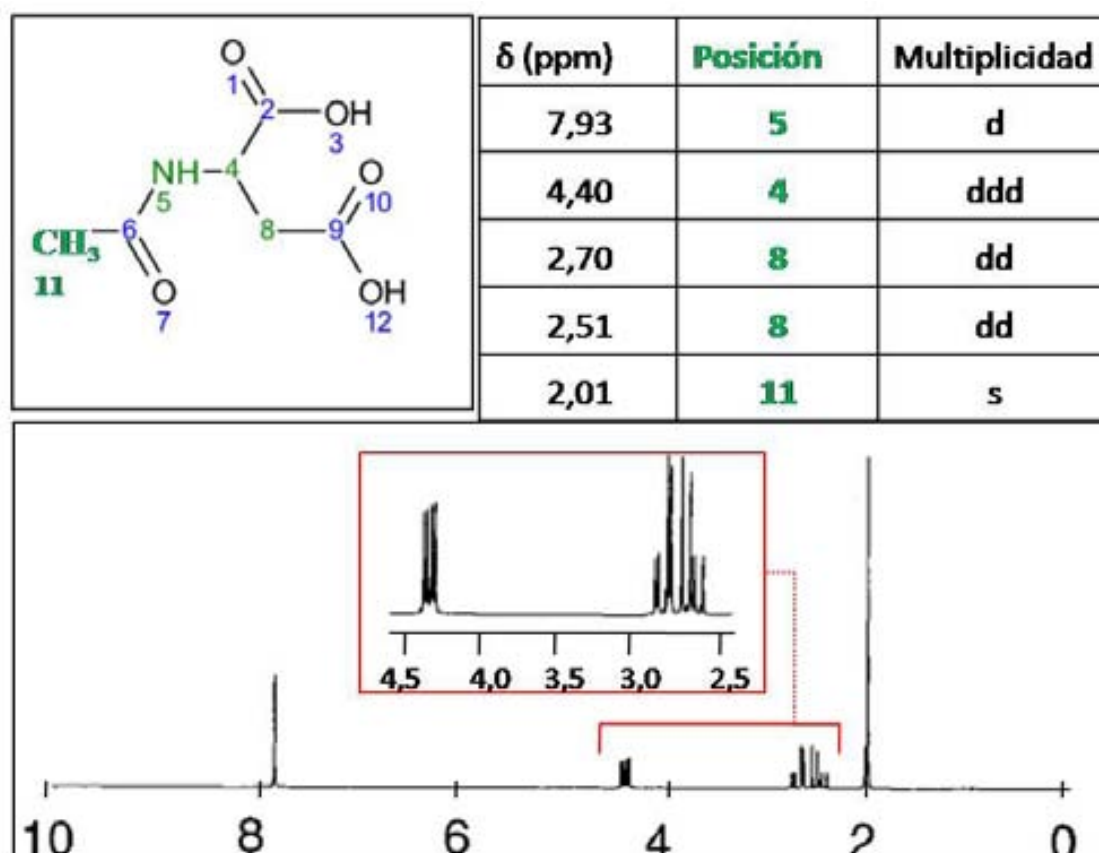 O
1
2
OH
3
NH
4
O
5
10
CH₃
6
8
9
11
O
OH
7
12
δ (ppm) Posición Multiplicidad
7,93 5 d
4,40 4 ddd
2,70 8 dd
2,51 8 dd
2,01 11 s
4,5 4,0 3,5 3,0 2,5
10 8 6 4 2 0